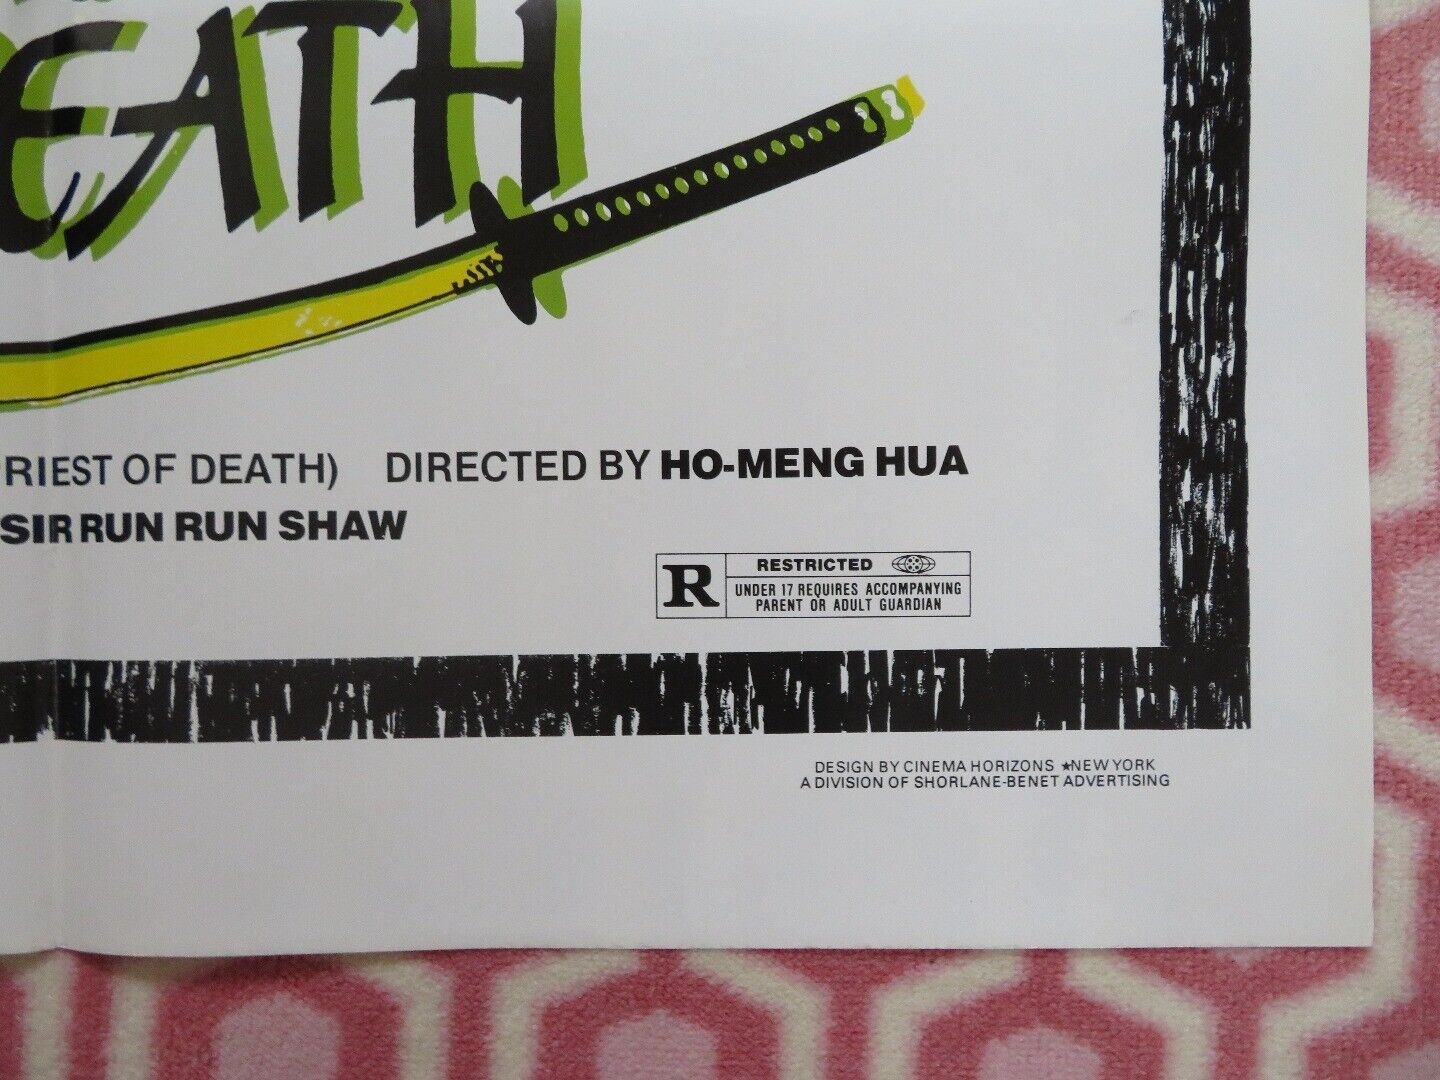 EATH
RIEST OF DEATH) DIRECTED BY HO-MENG HUA
SIR RUN RUN SHAW
R
RESTRICTED
UNDER 17 REQUIRES ACCOMPANYING
PARENT OR ADULT GUARDIAN
DESIGN BY CINEMA HORIZONS ★NEW YORK
A DIVISION OF SHORLANE-BENET ADVERTISING